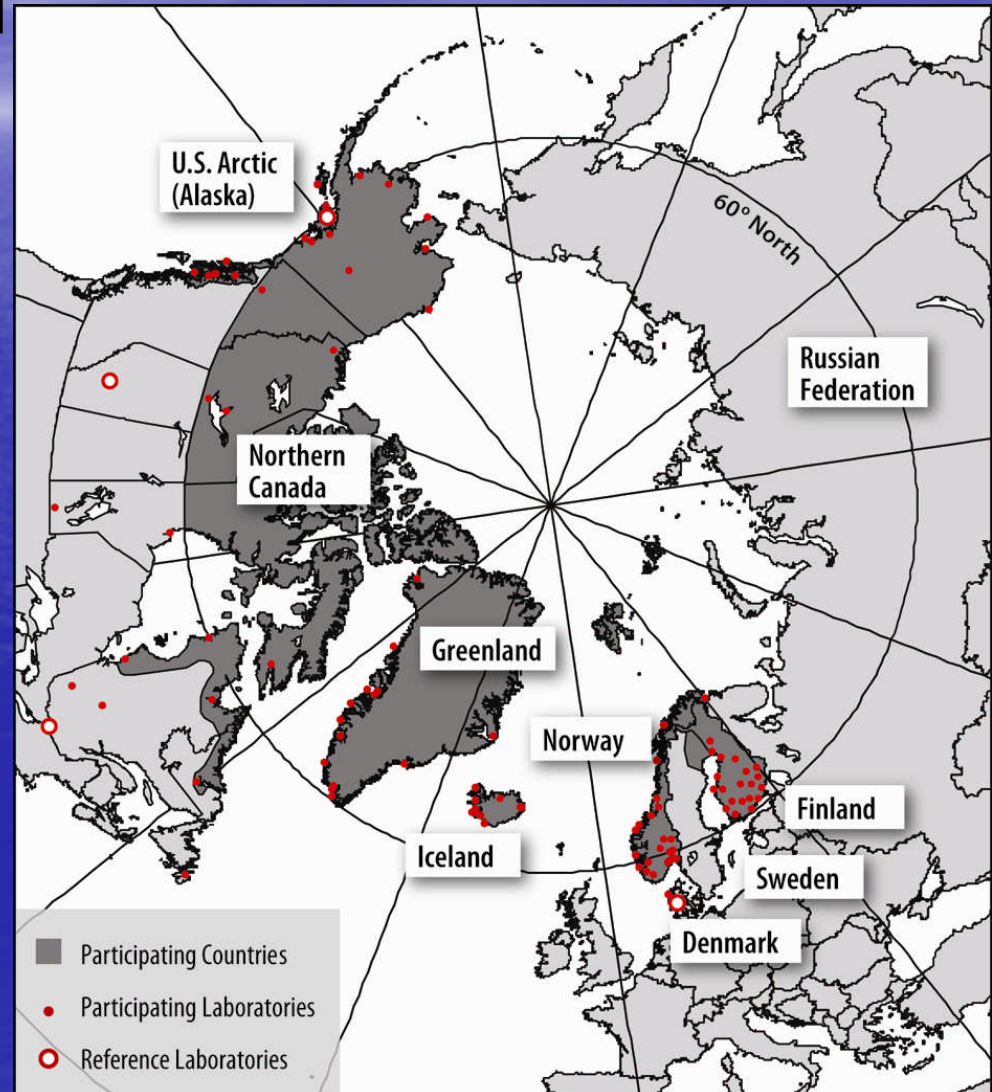 U.S. Arctic
(Alaska)
60° North
Russian
Federation
Northern
Canada
Greenland
Norway
Finland
Iceland
Sweden
Denmark
Participating Countries
Participating Laboratories
Reference Laboratories